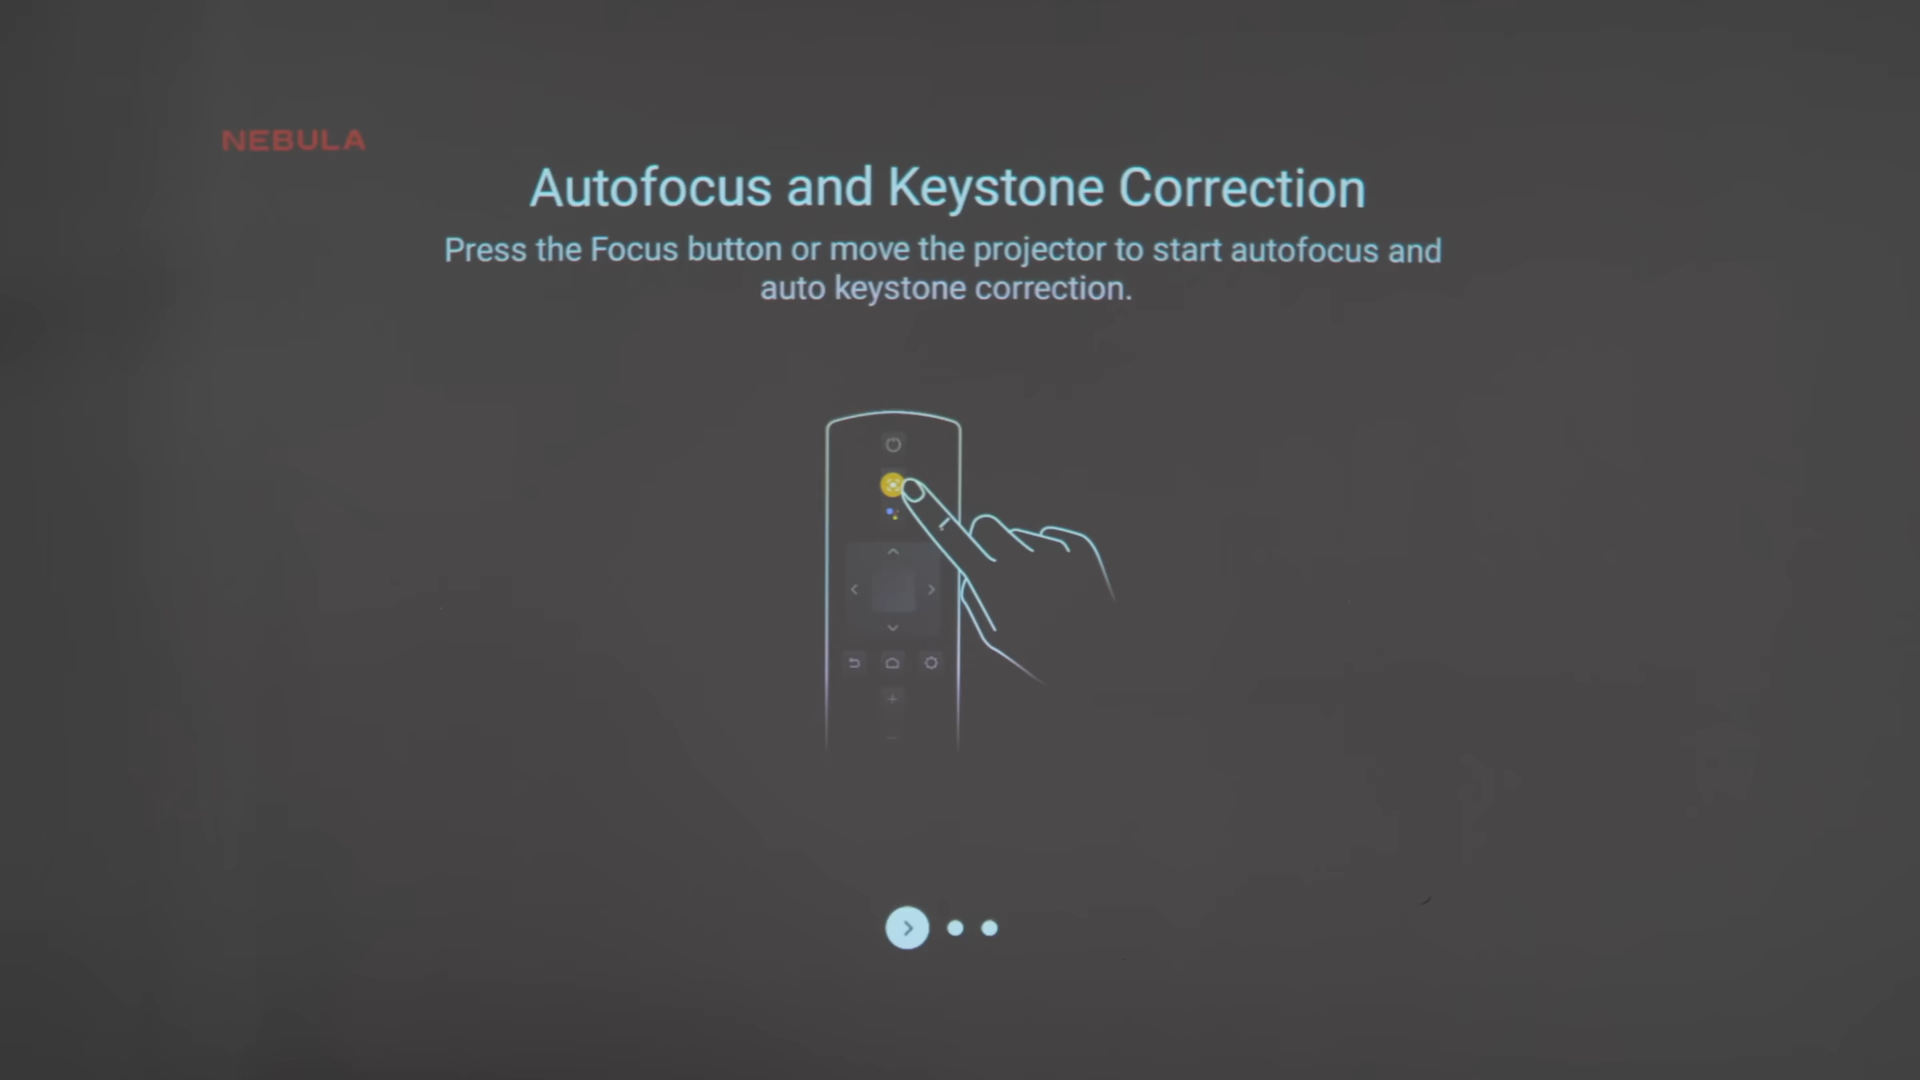 NEBULA
Autofocus and Keystone Correction
Press the Focus button or move the projector to start autofocus and
auto keystone correction.